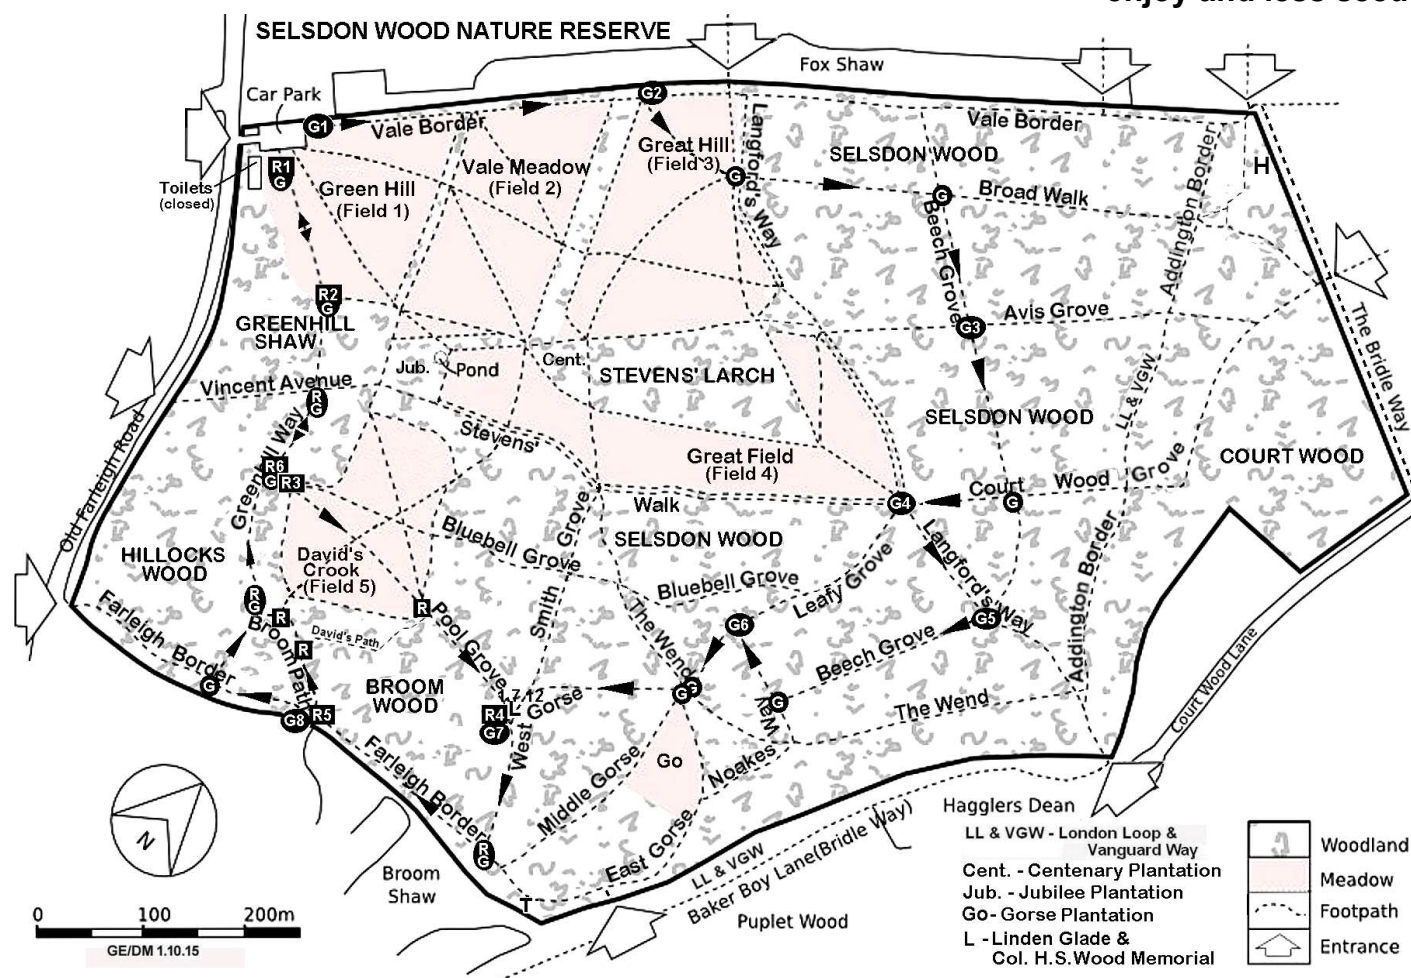 enjoy and less seed
SELSDON WOOD NATURE RESERVE
Fox Shaw
Car Park
G2
G1
Vale Border
Vale Border
Langford's Way
Great Hill
(Field 3)
SELSDON WOOD
R1
G
Toilets
(closed)
Green Hill
(Field 1)
Vale Meadow
(Field 2)
G
G
Broad Walk
Addington Border
H
Beech Grove
R2
G
GREENHILL
SHAW
G3
Avis Grove
The Bridle Way
Jub.
Pond
Cent.
STEVENS' LARCH
Vincent Avenue
R
G
LL & VGW
SELSDON WOOD
Greenhill Way
Stevens'
Great Field
(Field 4)
COURT WOOD
R6
G
R3
Walk
G4
Court
Wood
Grove
G
Old Farleigh Road
Bluebell Grove
SELSDON WOOD
HILLOCKS
WOOD
David's
Crook
(Field 5)
Smith
Grove
Bluebell Grove
Leafy Grove
Langford's Way
Addington Border
R
G
R
R
Farleigh Border
Broom Path
David's Path
Pool Grove
The Wend
G6
G5
Beech Grove
R
G
BROOM
WOOD
L 7.12
West Gorse
G
G
G
Way
The Wend
G8
R5
R4
G7
Court Wood Lane
Farleigh Border
Middle Gorse
Go
Noakes
N
R
G
East Gorse
LL & VGW
Baker Boy Lane(Bridle Way)
Hagglers Dean
Broom
Shaw
T
Puplet Wood
LL & VGW - London Loop &
Vanguard Way
Cent. - Centenary Plantation
Jub. - Jubilee Plantation
Go - Gorse Plantation
L - Linden Glade &
Col. H.S.Wood Memorial
Woodland
Meadow
Footpath
Entrance
0 100 200m
GE/DM 1.10.15